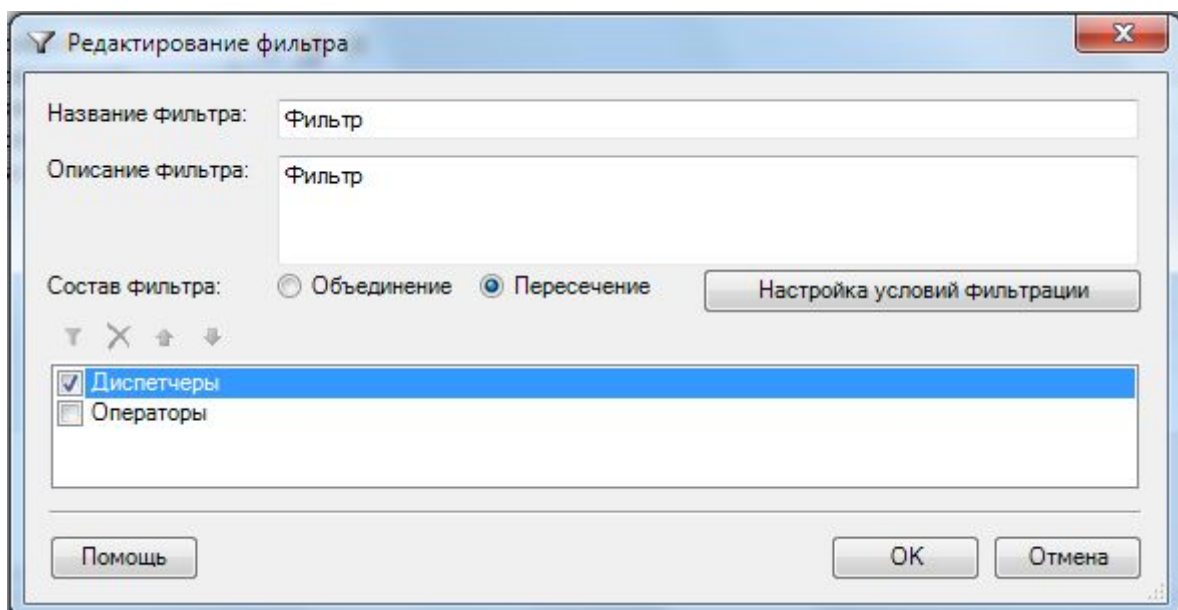 Редактирование фильтра
Название фильтра: Фильтр
Описание фильтра: Фильтр
Состав фильтра: Объединение Пересечение Настройка условий фильтрации
Диспетчеры
Операторы
Помощь OK Отмена